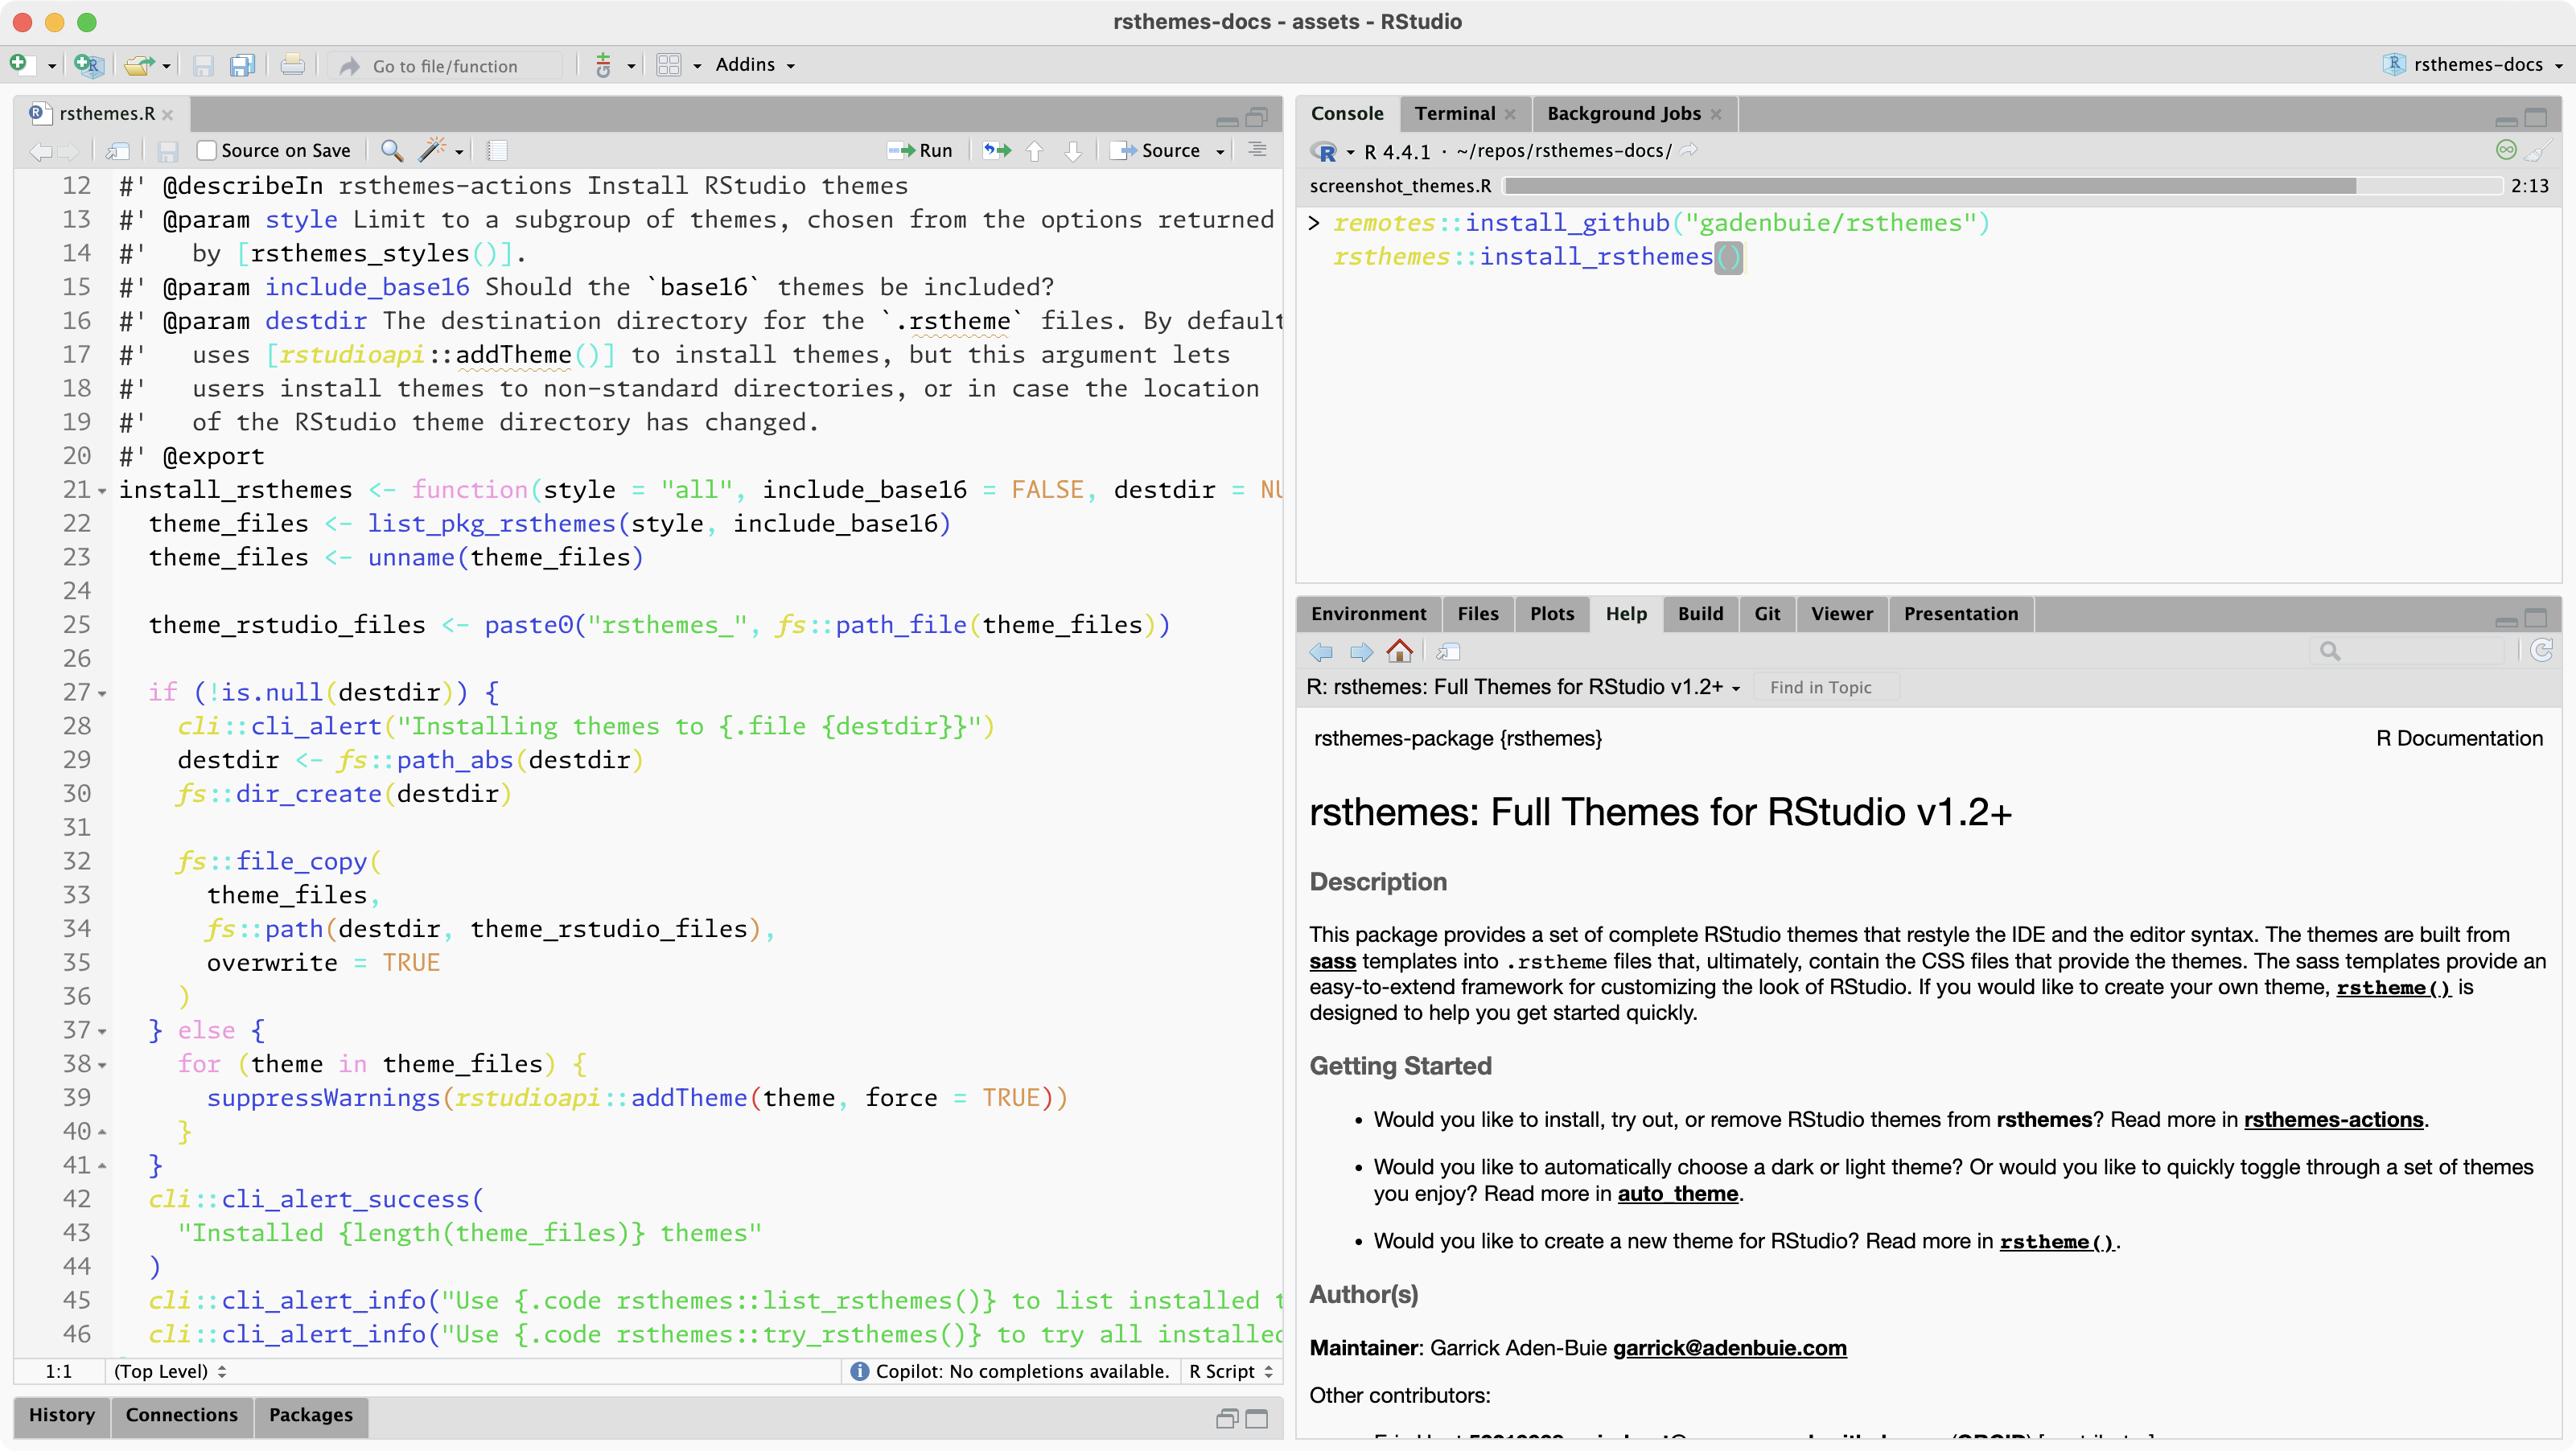 rsthemes-docs - assets - RStudio
Go to file/function
Addins
rsthemes-docs
rsthemes.R
Source on Save
Run
Source
12 #' @describeIn rsthemes-actions Install RStudio themes
13 #' @param style Limit to a subgroup of themes, chosen from the options returned
14 #'   by [rsthemes_styles()].
15 #' @param include_base16 Should the `base16` themes be included?
16 #' @param destdir The destination directory for the `.rstheme` files. By default
17 #'   uses [rstudioapi::addTheme()] to install themes, but this argument lets
18 #'   users install themes to non-standard directories, or in case the location
19 #'   of the RStudio theme directory has changed.
20 #' @export
21 install_rsthemes <- function(style = "all", include_base16 = FALSE, destdir = NU
22   theme_files <- list_pkg_rsthemes(style, include_base16)
23   theme_files <- unname(theme_files)
24
25   theme_rstudio_files <- paste0("rsthemes_", fs::path_file(theme_files))
26
27   if (!is.null(destdir)) {
28     cli::cli_alert("Installing themes to {.file {destdir}}")
29     destdir <- fs::path_abs(destdir)
30     fs::dir_create(destdir)
31
32     fs::file_copy(
33       theme_files,
34       fs::path(destdir, theme_rstudio_files),
35       overwrite = TRUE
36     )
37   } else {
38     for (theme in theme_files) {
39       suppressWarnings(rstudioapi::addTheme(theme, force = TRUE))
40     }
41   }
42   cli::cli_alert_success(
43     "Installed {length(theme_files)} themes"
44   )
45   cli::cli_alert_info("Use {.code rsthemes::list_rsthemes()} to list installed t
46   cli::cli_alert_info("Use {.code rsthemes::try_rsthemes()} to try all installed
1:1
(Top Level)
Copilot: No completions available.
R Script
History
Connections
Packages
Console
Terminal
Background Jobs
R 4.4.1 · ~/repos/rsthemes-docs/
screenshot_themes.R
2:13
> remotes::install_github("gadenbuie/rsthemes")
rsthemes::install_rsthemes()
Environment
Files
Plots
Help
Build
Git
Viewer
Presentation
R: rsthemes: Full Themes for RStudio v1.2+
Find in Topic
rsthemes-package {rsthemes}
R Documentation
rsthemes: Full Themes for RStudio v1.2+
Description
This package provides a set of complete RStudio themes that restyle the IDE and the editor syntax. The themes are built from
sass templates into .rstheme files that, ultimately, contain the CSS files that provide the themes. The sass templates provide an
easy-to-extend framework for customizing the look of RStudio. If you would like to create your own theme, rstheme() is
designed to help you get started quickly.
Getting Started
• Would you like to install, try out, or remove RStudio themes from rsthemes? Read more in rsthemes-actions.
• Would you like to automatically choose a dark or light theme? Or would you like to quickly toggle through a set of themes
you enjoy? Read more in auto_theme.
• Would you like to create a new theme for RStudio? Read more in rstheme().
Author(s)
Maintainer: Garrick Aden-Buie garrick@adenbuie.com
Other contributors: